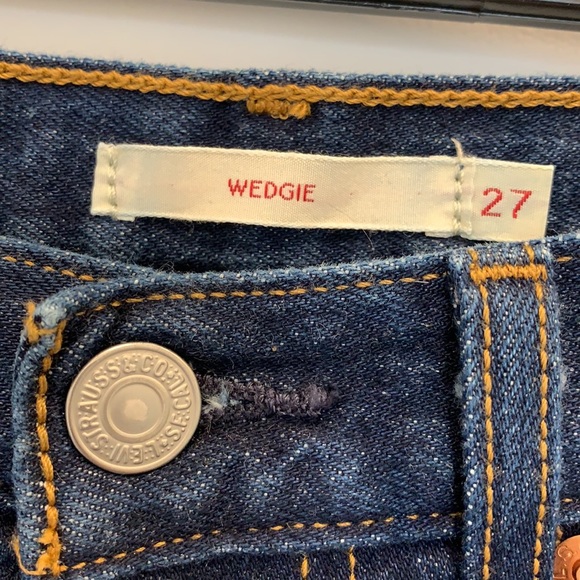 WEDGIE
27
LEVI STRAUSS & CO. S.F. CAL.